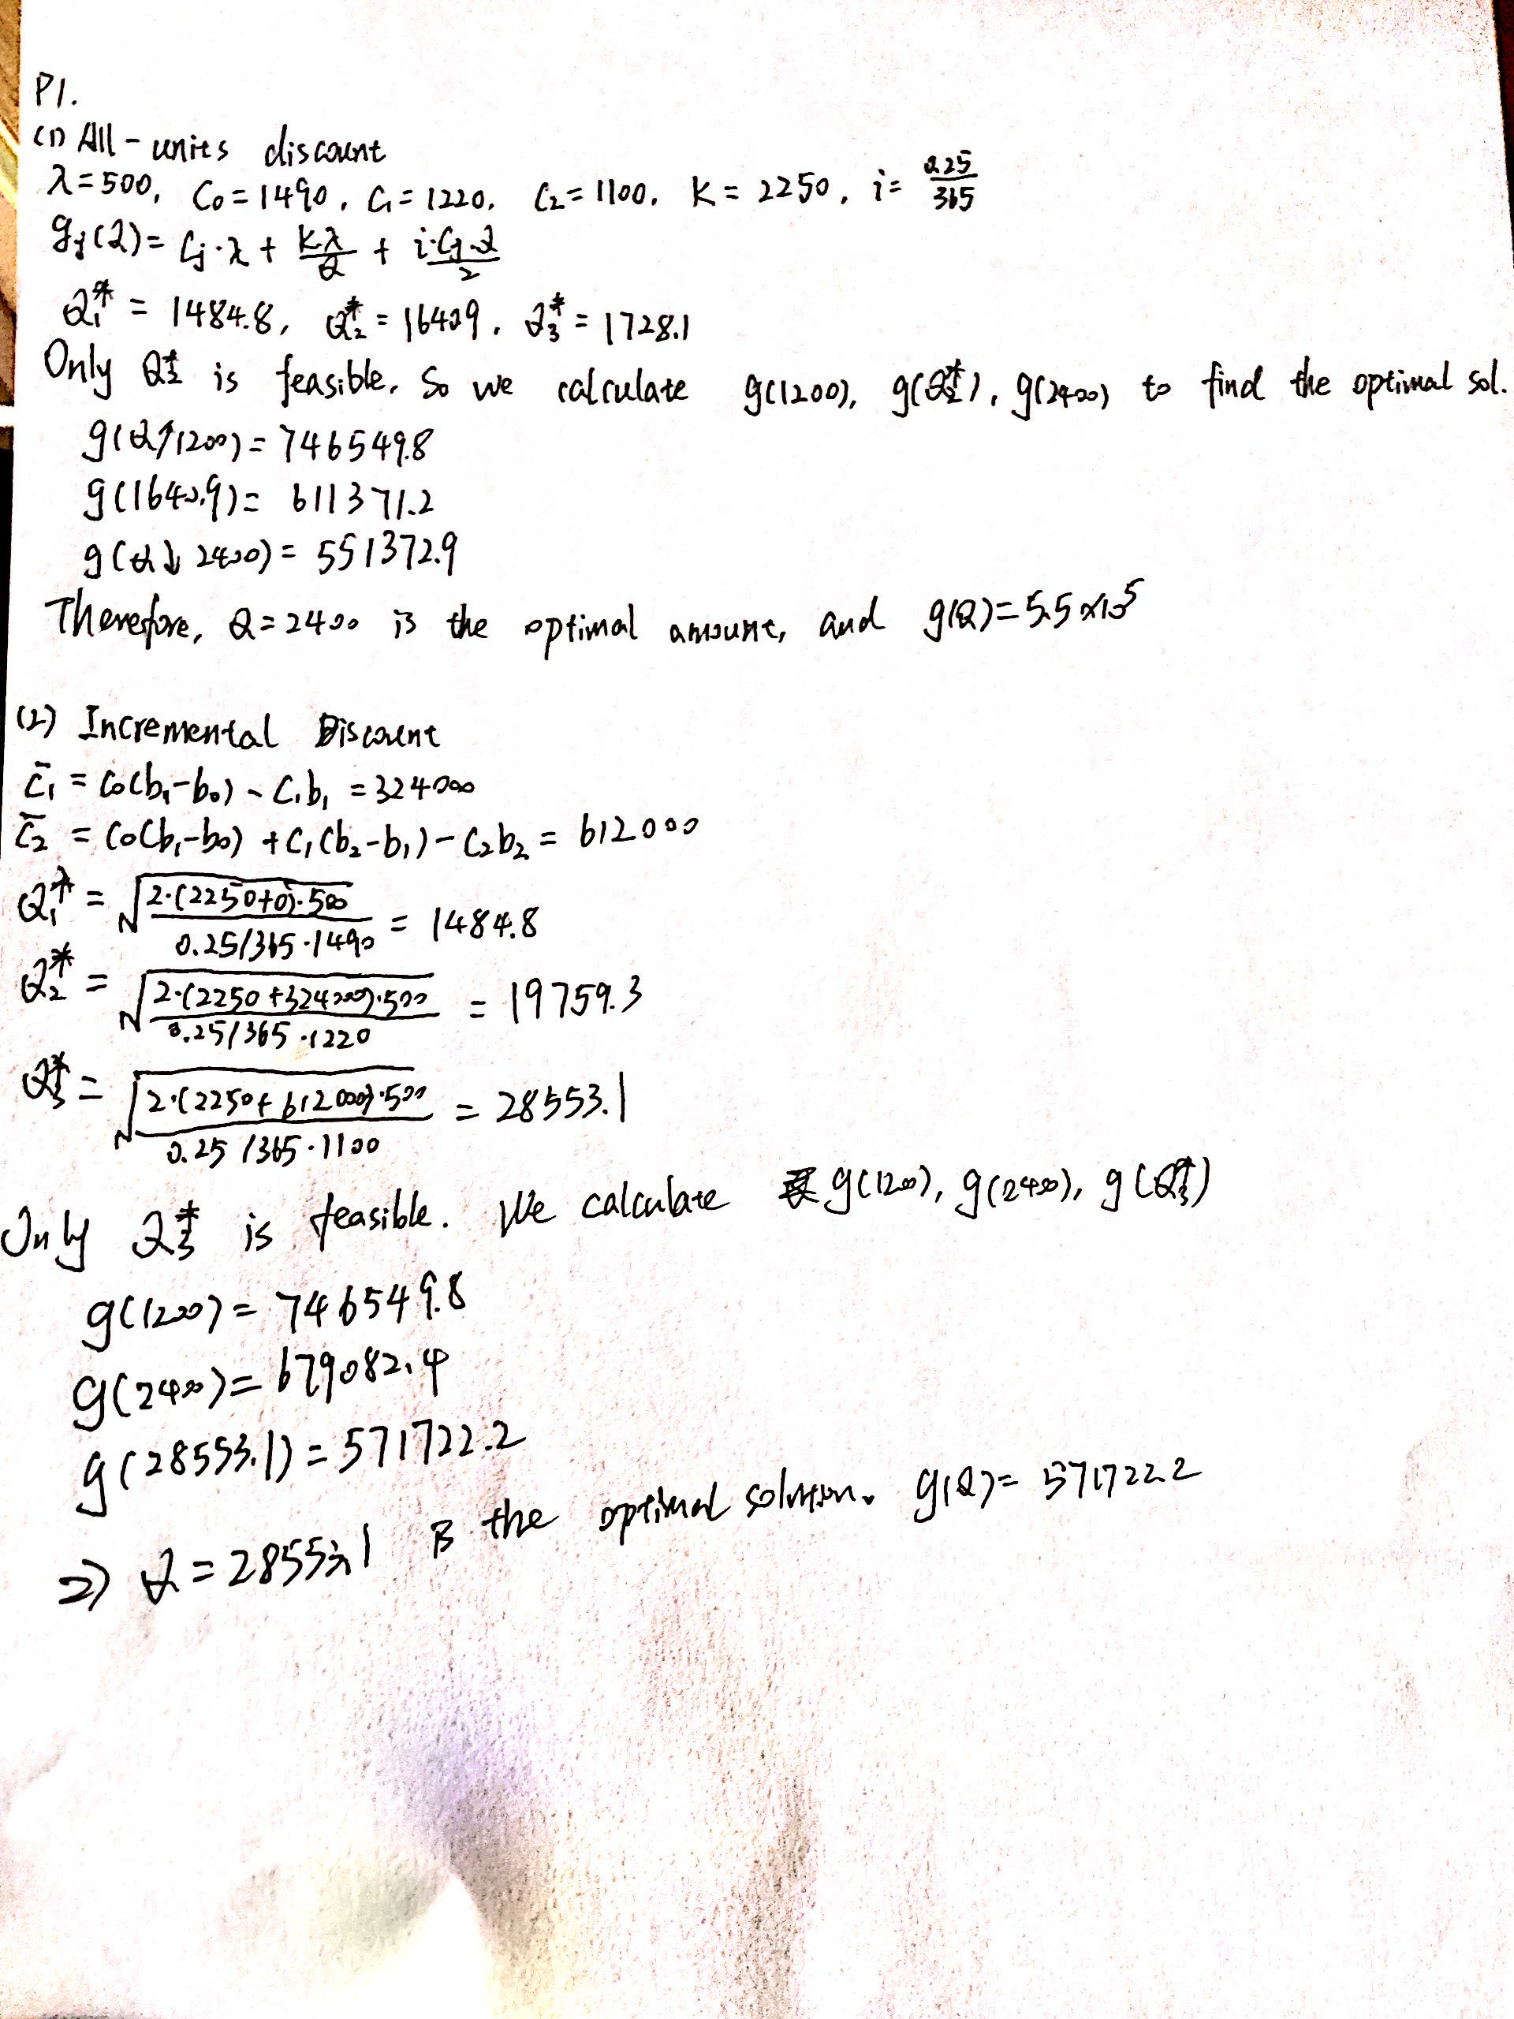 P1.
(1) All-units discount
λ=500, C₀=1490, C₁=1220, C₂=1100, K=2250, i= 0.25/365
gⱼ(Q)= Cⱼ·λ + Kλ/Q + i·Cⱼ·Q/2
Q₁* = 1484.8, Q₂* = 1640.9, Q₃* = 1728.1
Only Q₂* is feasible, so we calculate g(1200), g(Q₂*), g(2400) to find the optimal sol.
g(Q↑1200)= 746549.8
g(1640.9)= 611371.2
g(Q↓ 2400)= 551372.9
Therefore, Q=2400 is the optimal amount, and g(Q)=5.5×10⁵
(2) Incremental Discount
C̄₁ = C₀(b₁-b₀) - C₁b₁ = 324000
C̄₂ = C₀(b₁-b₀) + C₁(b₂-b₁) - C₂b₂ = 612000
Q₁* = √(2·(2250+0)·500 / 0.25/365·1490) = 1484.8
Q₂* = √(2·(2250+324000)·500 / 0.25/365·1220) = 19759.3
Q₃* = √(2·(2250+612000)·500 / 0.25/365·1100) = 28553.1
Only Q₃* is feasible. We calculate g(1200), g(2400), g(Q₃*)
g(1200)= 746549.8
g(2400)= 679082.4
g(28553.1)= 571722.2
⇒ Q=28553.1 is the optimal solution. g(Q)= 571722.2